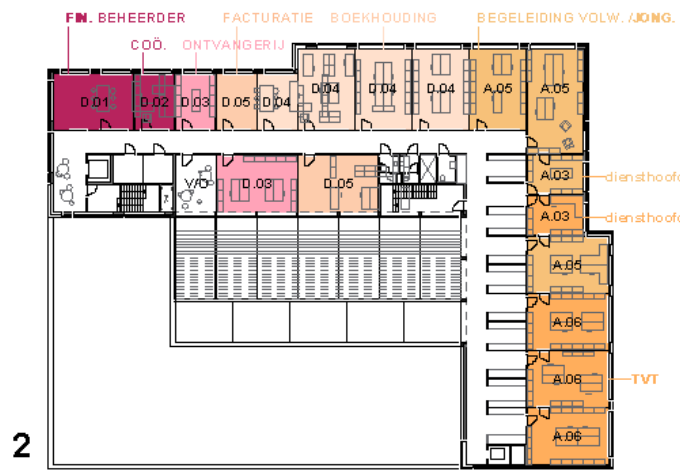 FIN. BEHEERDER FACTURATIE BOEKHOUDING BEGELEIDING VOLW. /JONG.
COÖ. ONTVANGERIJ
D.01 D.02 D.03 D.05 D.04 D.04 D.04 D.04 A.05 A.05
V/O D.03 D.05 A.03 diensthoofd
A.03 diensthoofd
A.05
A.06
A.06 TVT
A.06
2